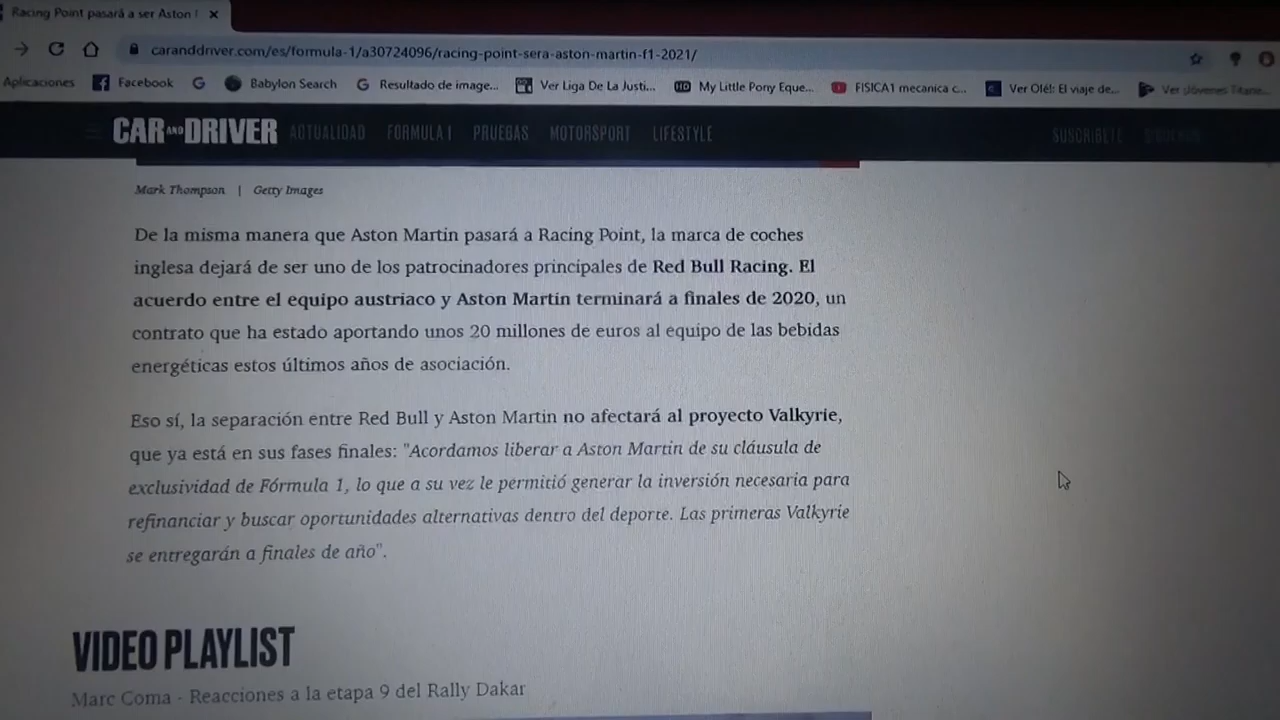 Racing Point pasará a ser Aston
caranddriver.com/es/formula-1/a30724096/racing-point-sera-aston-martin-f1-2021/
Aplicaciones Facebook Babylon Search Resultado de image... Ver Liga De La Justi... My Little Pony Eque... FISICA1 mecanica c... Ver Olé!: El viaje de... Ver Jóvenes Titane...
CAR AND DRIVER ACTUALIDAD FORMULA 1 PRUEBAS MOTORSPORT LIFESTYLE SUSCRÍBETE
Mark Thompson | Getty Images
De la misma manera que Aston Martin pasará a Racing Point, la marca de coches
inglesa dejará de ser uno de los patrocinadores principales de Red Bull Racing. El
acuerdo entre el equipo austriaco y Aston Martin terminará a finales de 2020, un
contrato que ha estado aportando unos 20 millones de euros al equipo de las bebidas
energéticas estos últimos años de asociación.
Eso sí, la separación entre Red Bull y Aston Martin no afectará al proyecto Valkyrie,
que ya está en sus fases finales: "Acordamos liberar a Aston Martin de su cláusula de
exclusividad de Fórmula 1, lo que a su vez le permitió generar la inversión necesaria para
refinanciar y buscar oportunidades alternativas dentro del deporte. Las primeras Valkyrie
se entregarán a finales de año".
VIDEO PLAYLIST
Marc Coma - Reacciones a la etapa 9 del Rally Dakar